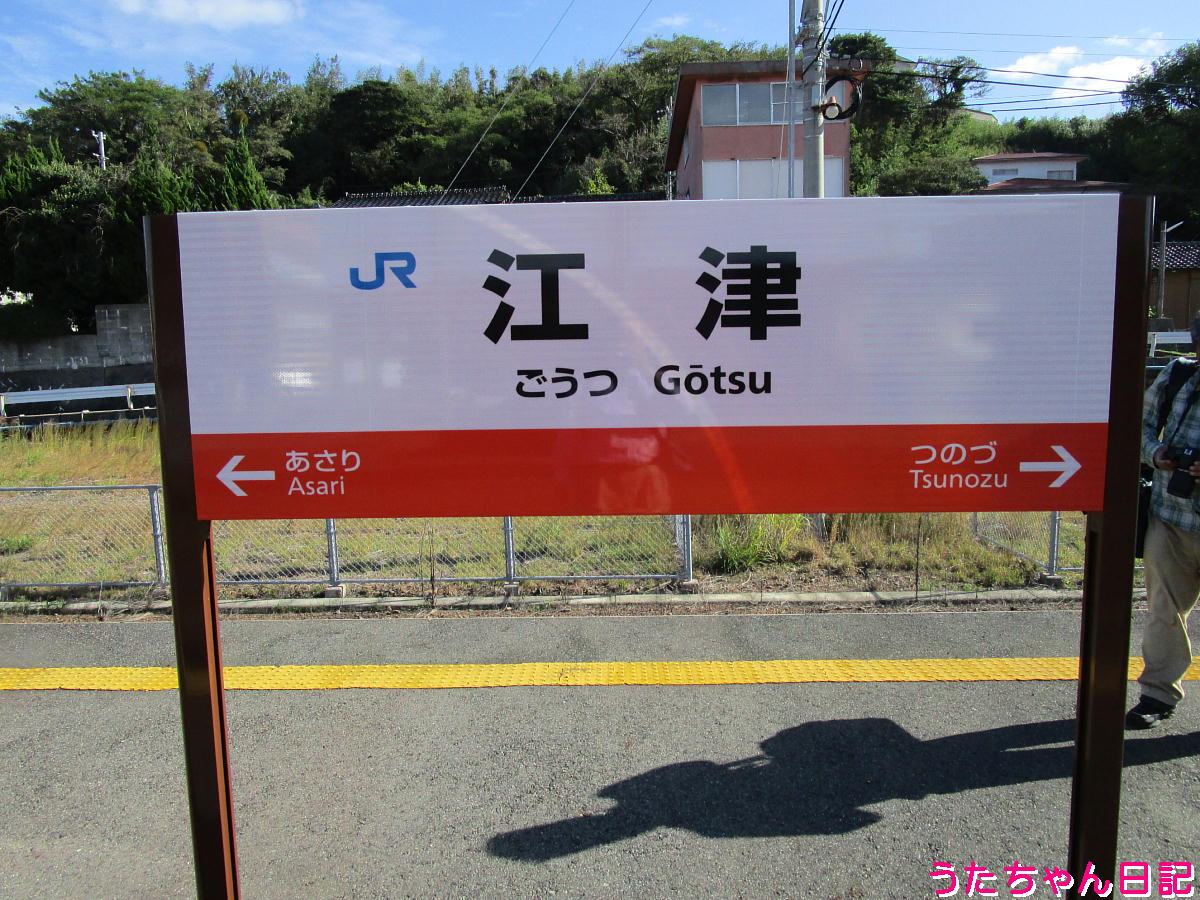 JR 江津
ごうつ Gōtsu
← あさり つのづ →
Asari Tsunozu
うたちゃん日記